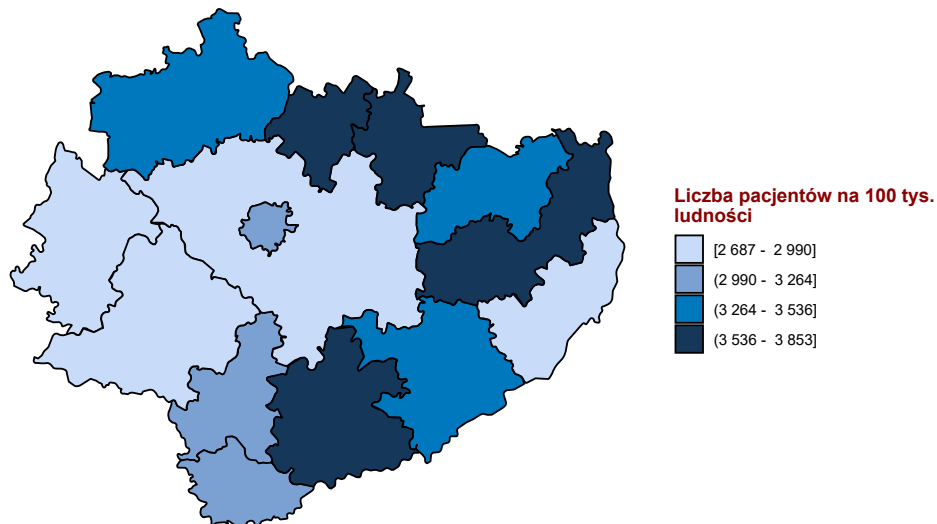 Liczba pacjentów na 100 tys.
ludności
[2 687 - 2 990]
(2 990 - 3 264]
(3 264 - 3 536]
(3 536 - 3 853]